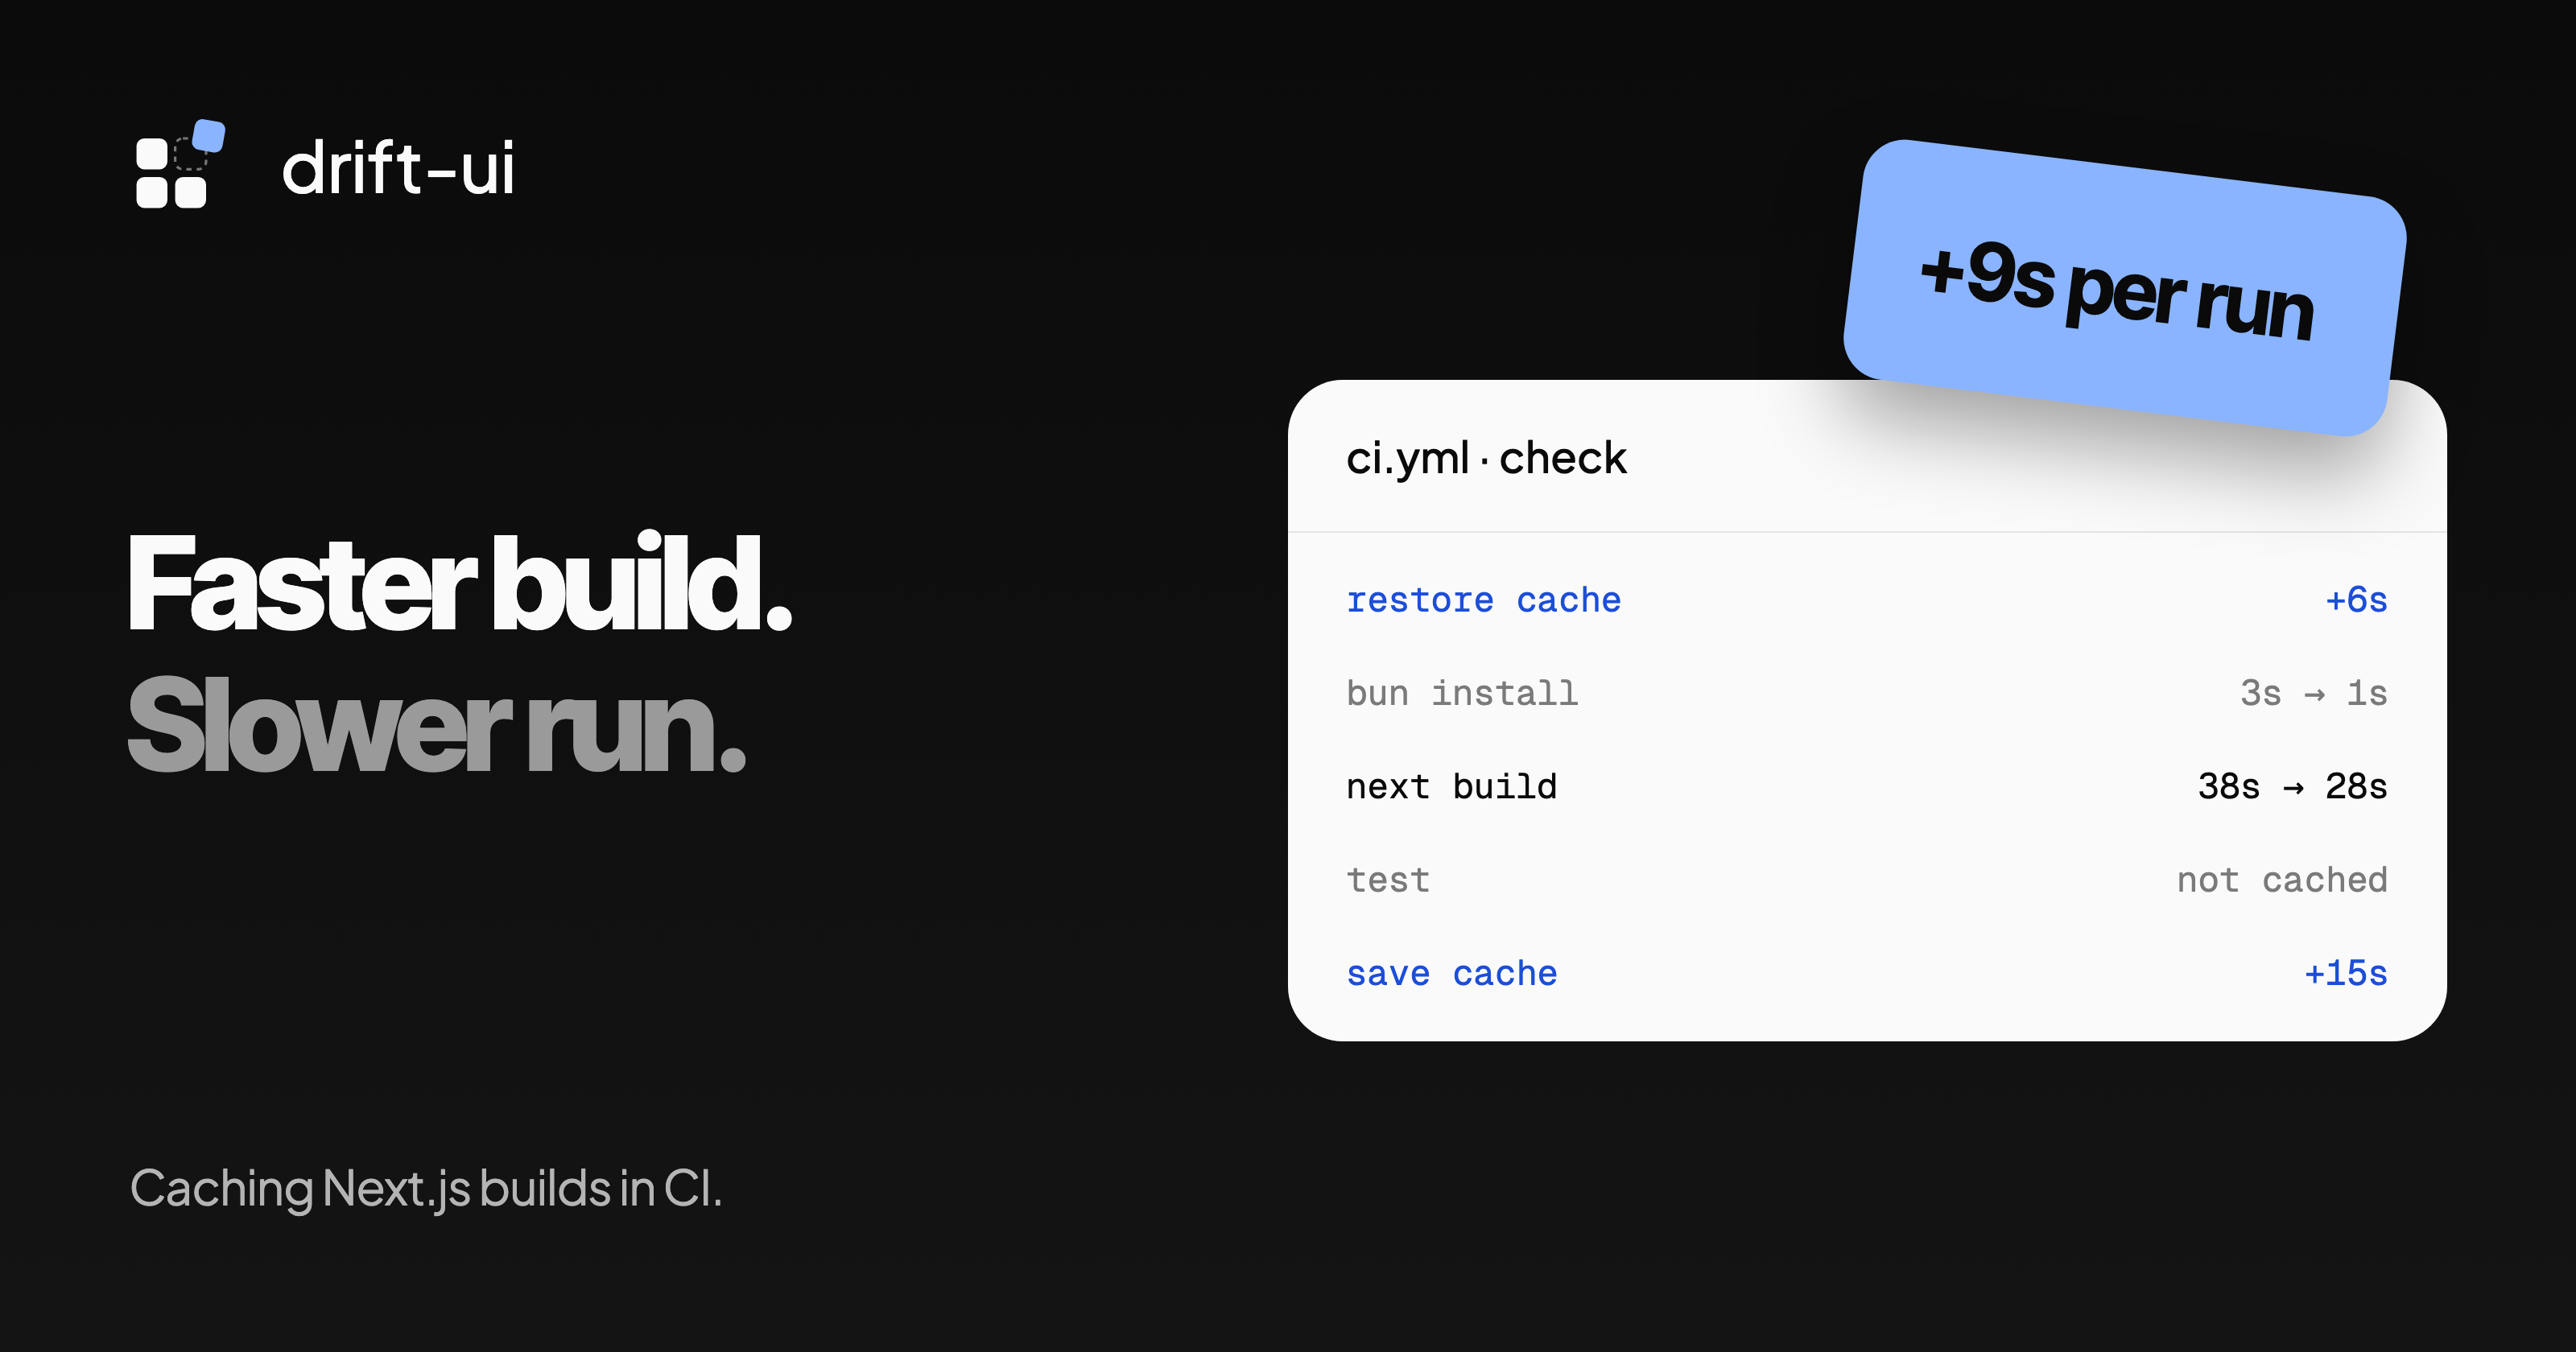 drift-ui
+9s per run
Faster build.
Slower run.
ci.yml · check
restore cache +6s
bun install 3s → 1s
next build 38s → 28s
test not cached
save cache +15s
Caching Next.js builds in CI.